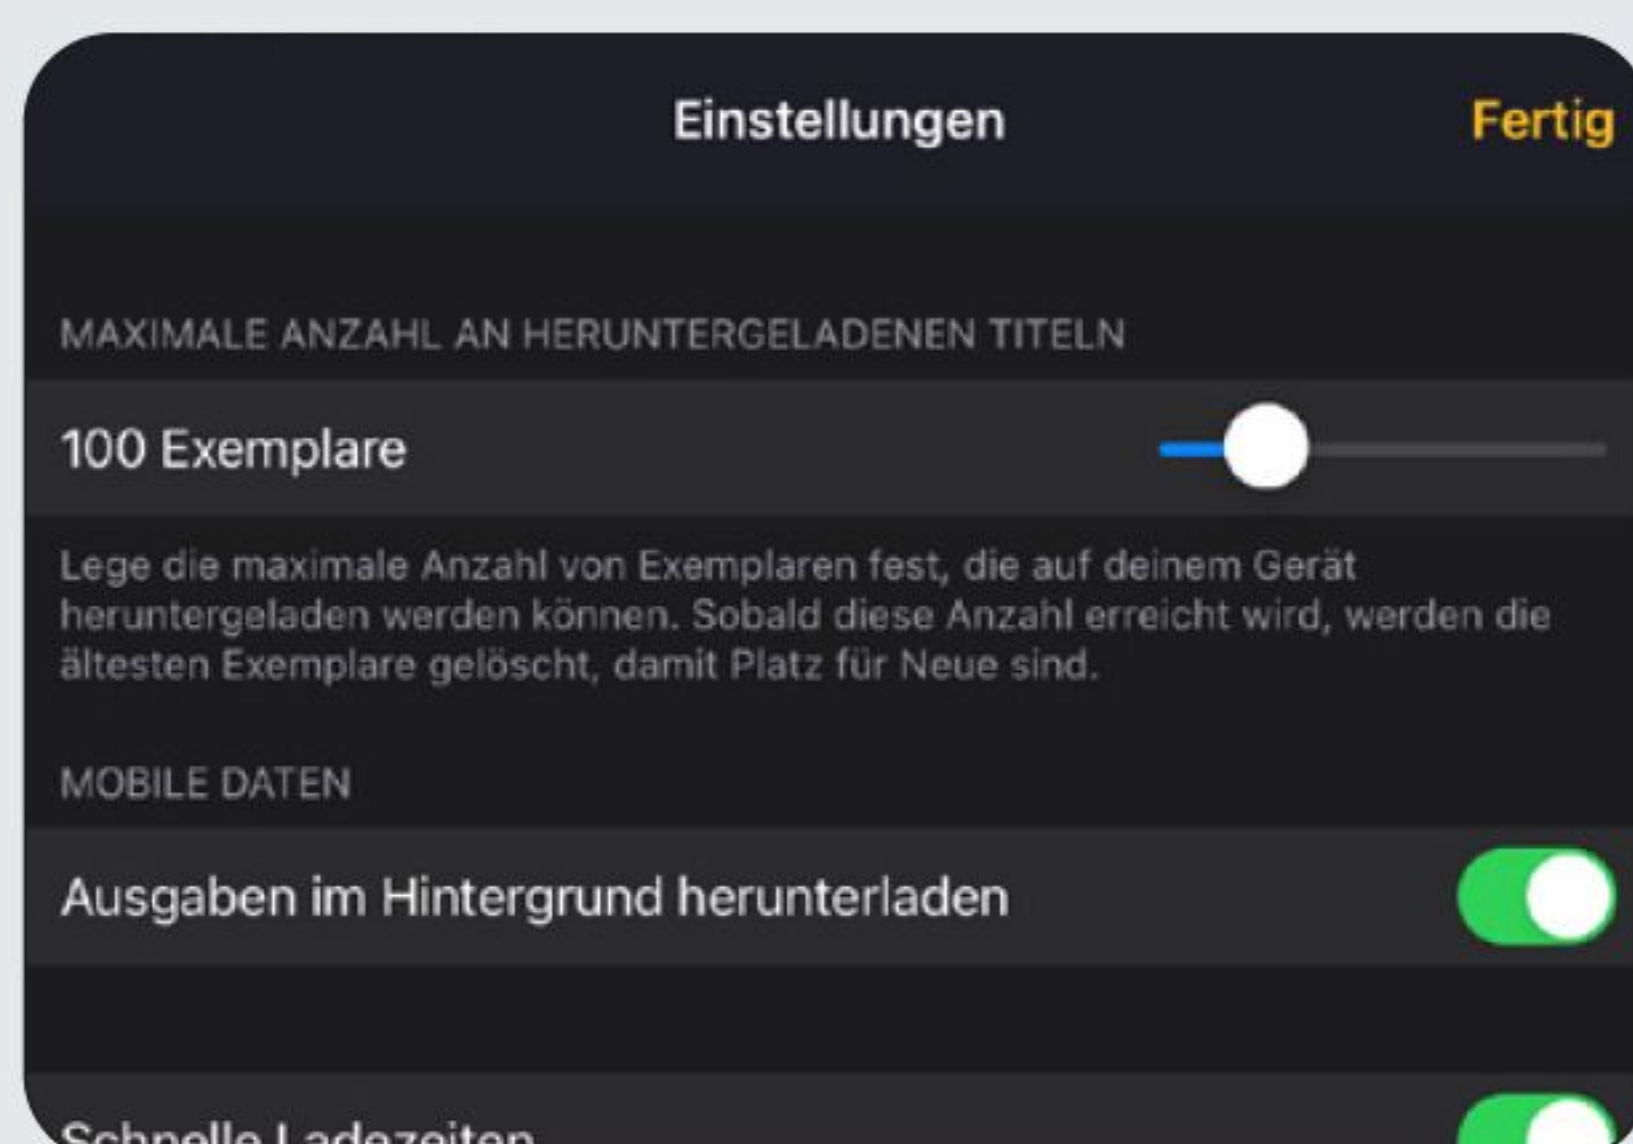 Einstellungen
Fertig
MAXIMALE ANZAHL AN HERUNTERGELADENEN TITELN
100 Exemplare
Lege die maximale Anzahl von Exemplaren fest, die auf deinem Gerät
heruntergeladen werden können. Sobald diese Anzahl erreicht wird, werden die
ältesten Exemplare gelöscht, damit Platz für Neue sind.
MOBILE DATEN
Ausgaben im Hintergrund herunterladen
Schnelle Ladezeiten